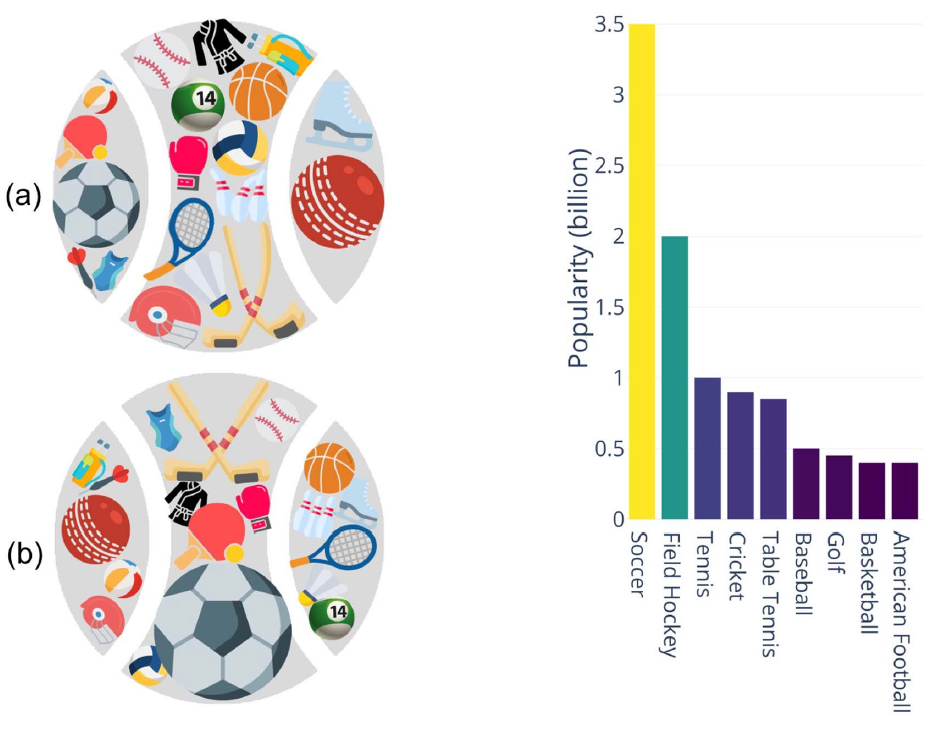 (a)
14
(b)
14
Popularity (billion)
3.5
3
2.5
2
1.5
1
0.5
0
Soccer
Field Hockey
Tennis
Cricket
Table Tennis
Baseball
Golf
Basketball
American Football